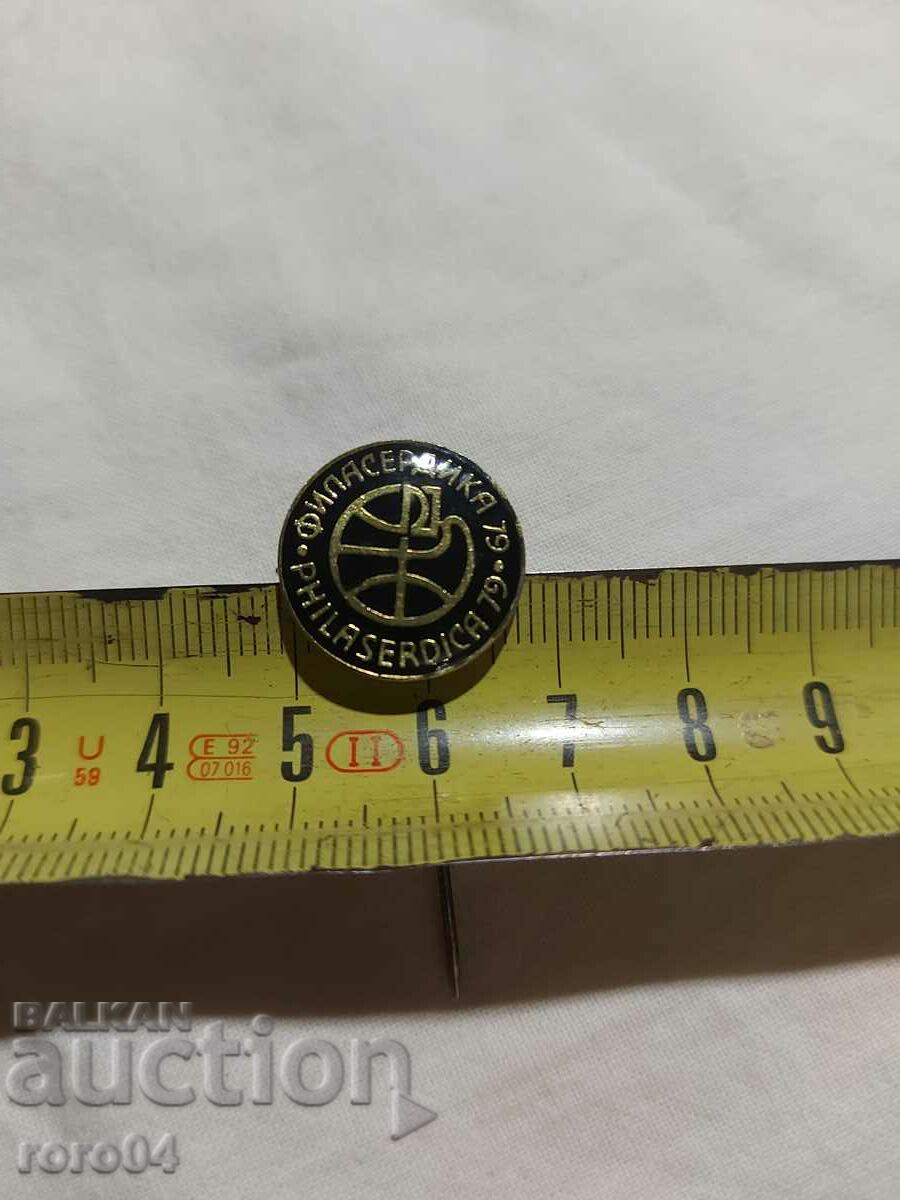 • ФИЛАСЕРДИКА 79 •
PHILASERDICA 79
3 4 5 6 7 8 9
U
59
E 92
07 016
II
BALKAN
auction
roro04